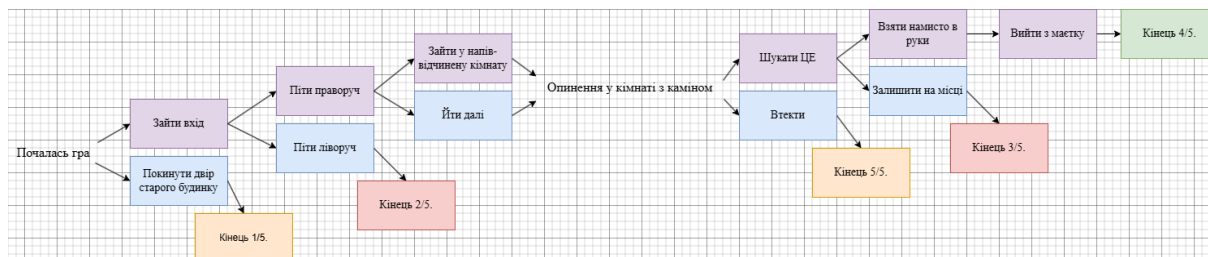 Почалась гра
Зайти вхід
Покинути двір
старого будинку
Кінець 1/5.
Піти праворуч
Піти ліворуч
Кінець 2/5.
Зайти у напів-
відчинену кімнату
Йти далі
Опинення у кімнаті з каміном
Шукати ЦЕ
Втекти
Кінець 5/5.
Взяти намисто в
руки
Залишити на місці
Кінець 3/5.
Вийти з маєтку
Кінець 4/5.